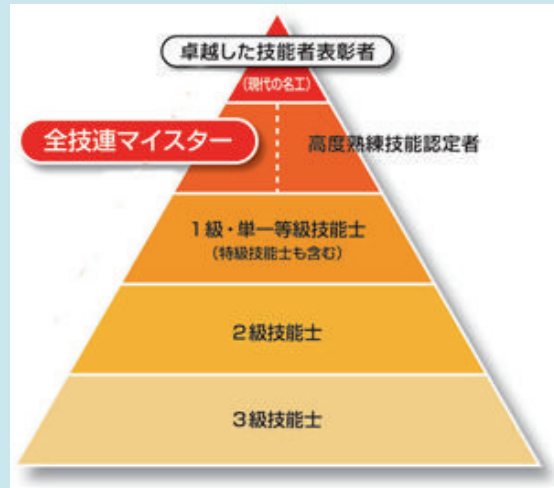 卓越した技能者表彰者
(現代の名工)
全技連マイスター
高度熟練技能認定者
1級・単一等級技能士
(特級技能士も含む)
2級技能士
3級技能士